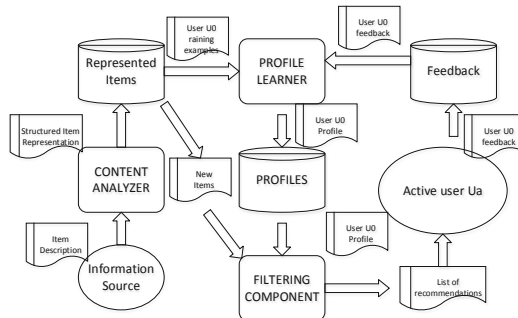 User U0
raining
examples
User U0
feedback
Represented
Items
PROFILE
LEARNER
Feedback
Structured Item
Representation
User U0
Profile
User U0
feedback
CONTENT
ANALYZER
New
Items
PROFILES
Active user Ua
Item
Description
User U0
Profile
Information
Source
FILTERING
COMPONENT
List of
recommendations